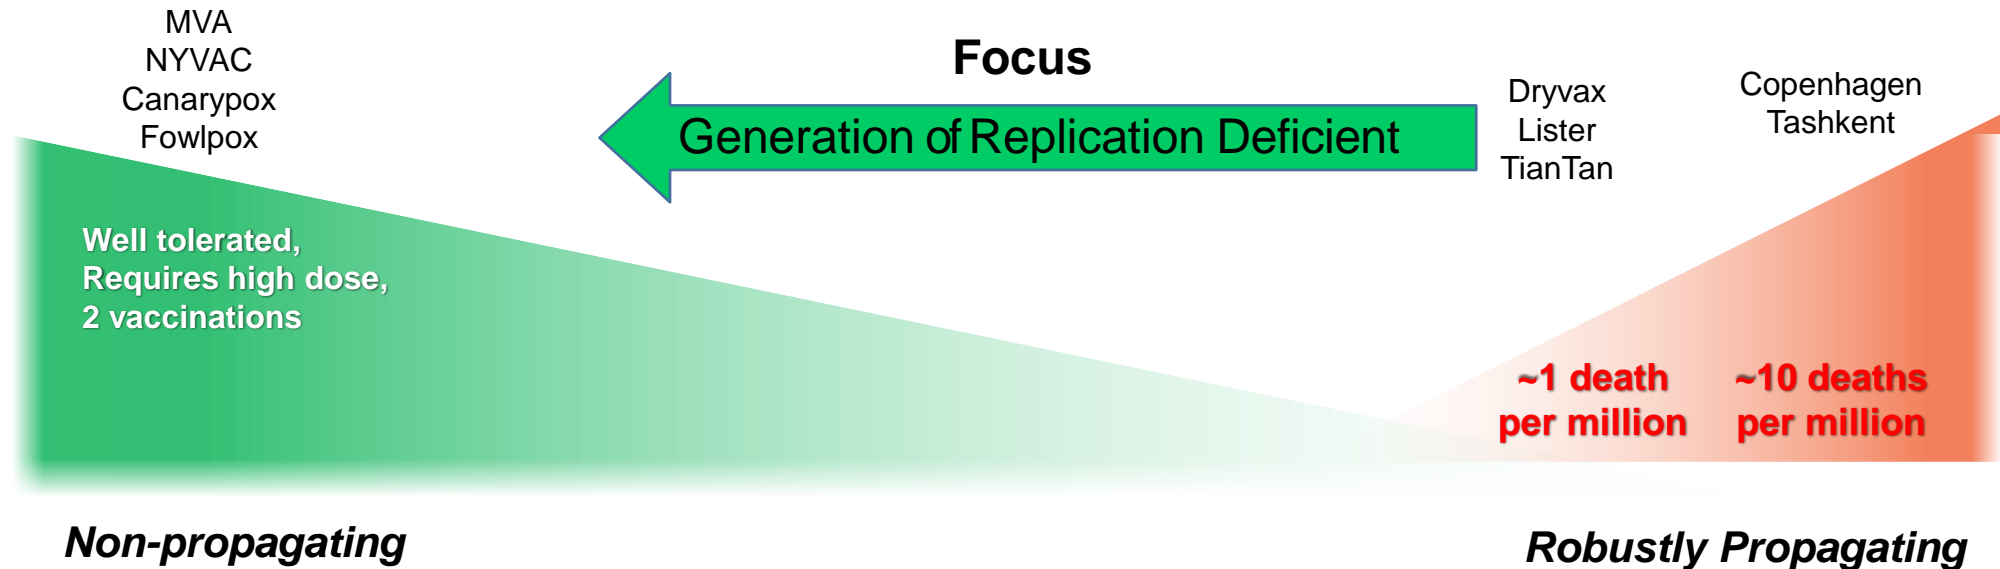 MVA
NYVAC
Canarypox
Fowlpox
Focus
Generation of Replication Deficient
Dryvax
Lister
TianTan
Copenhagen
Tashkent
Well tolerated,
Requires high dose,
2 vaccinations
~1 death
per million
~10 deaths
per million
Non-propagating
Robustly Propagating